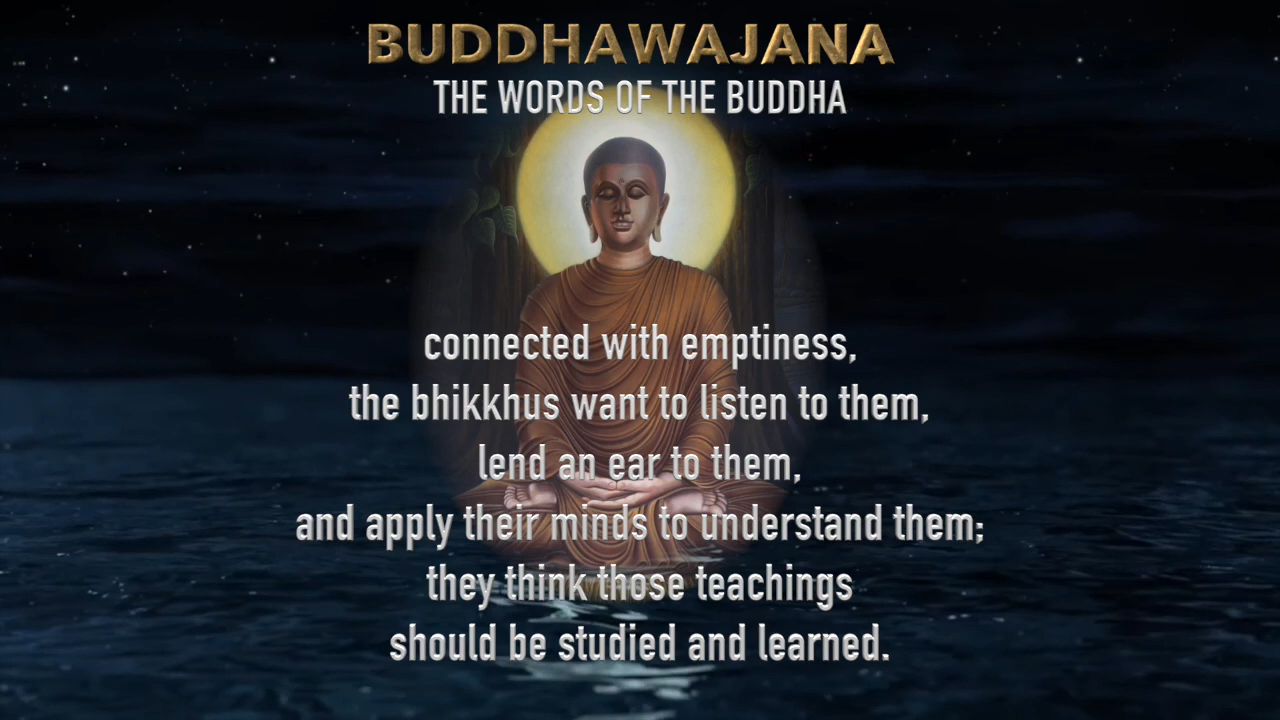 BUDDHAWAJANA
THE WORDS OF THE BUDDHA
connected with emptiness,
the bhikkhus want to listen to them,
lend an ear to them,
and apply their minds to understand them;
they think those teachings
should be studied and learned.